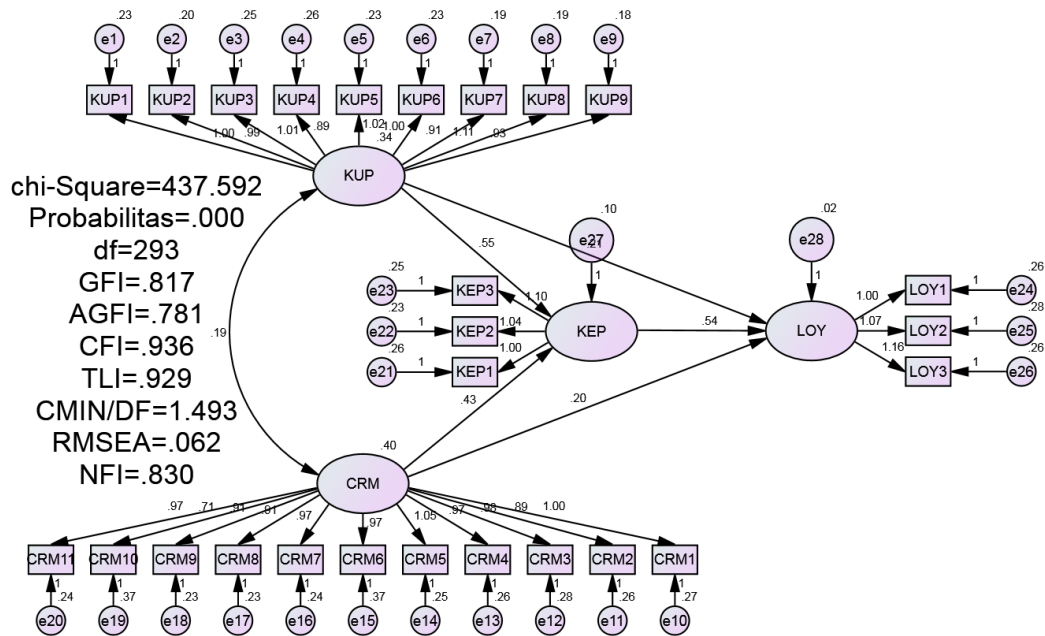 .23 .20 .25 .26 .23 .23 .19 .19 .18
e1 e2 e3 e4 e5 e6 e7 e8 e9
1 1 1 1 1 1 1 1 1
KUP1 KUP2 KUP3 KUP4 KUP5 KUP6 KUP7 KUP8 KUP9
1.00 .99 1.01 .89 1.02 1.00 .91 1.11 .93
.34
KUP
chi-Square=437.592
Probabilitas=.000
df=293
GFI=.817
AGFI=.781
CFI=.936
TLI=.929
CMIN/DF=1.493
RMSEA=.062
NFI=.830
.19
.55
.21
.10
e27
1
.02
e28
1
.25
e23 1 KEP3 1.10
.23
e22 1 KEP2 1.04
.26
e21 1 KEP1 1.00
KEP
.54
LOY
1.00 LOY1 1 e24 .26
1.07 LOY2 1 e25 .28
1.16 LOY3 1 e26 .26
.43
.20
.40
CRM
.97 .71 .91 .91 .97 .97 1.05 .97 .98 .89 1.00
CRM11 CRM10 CRM9 CRM8 CRM7 CRM6 CRM5 CRM4 CRM3 CRM2 CRM1
1 1 1 1 1 1 1 1 1 1 1
.24 .37 .23 .23 .24 .37 .25 .26 .28 .26 .27
e20 e19 e18 e17 e16 e15 e14 e13 e12 e11 e10